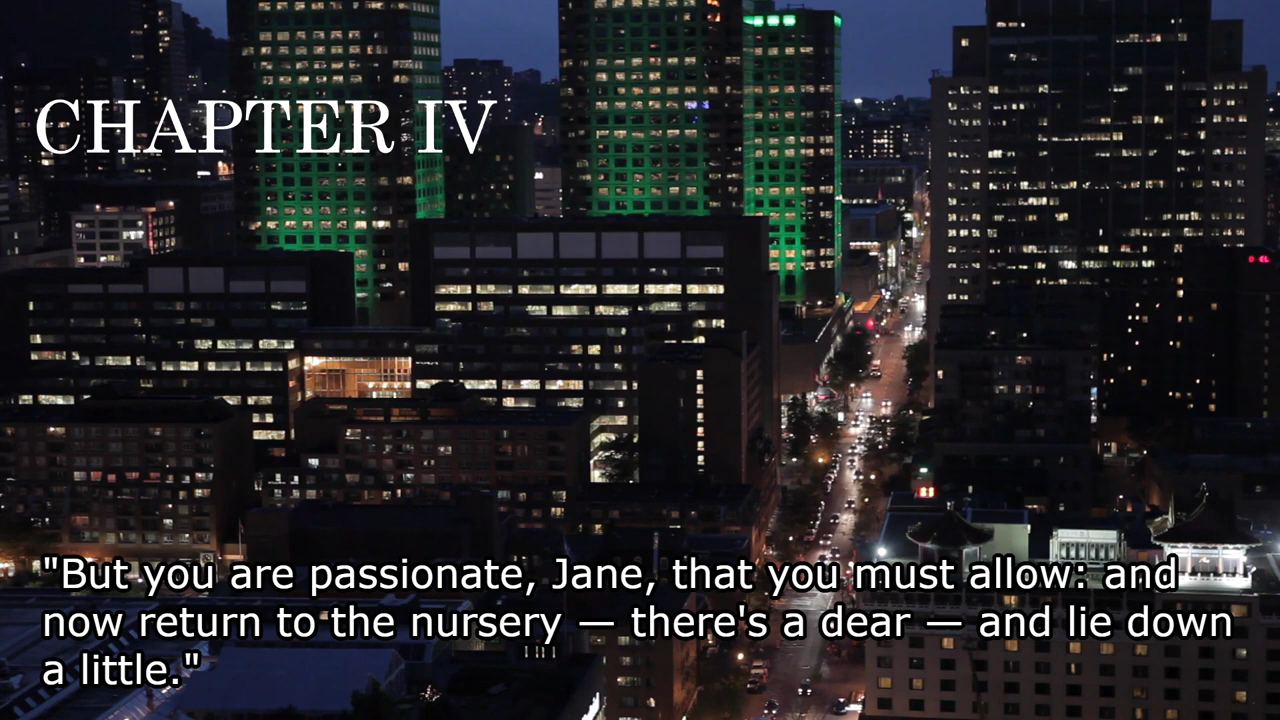 CHAPTER IV
"But you are passionate, Jane, that you must allow: and
now return to the nursery — there's a dear — and lie down
a little."